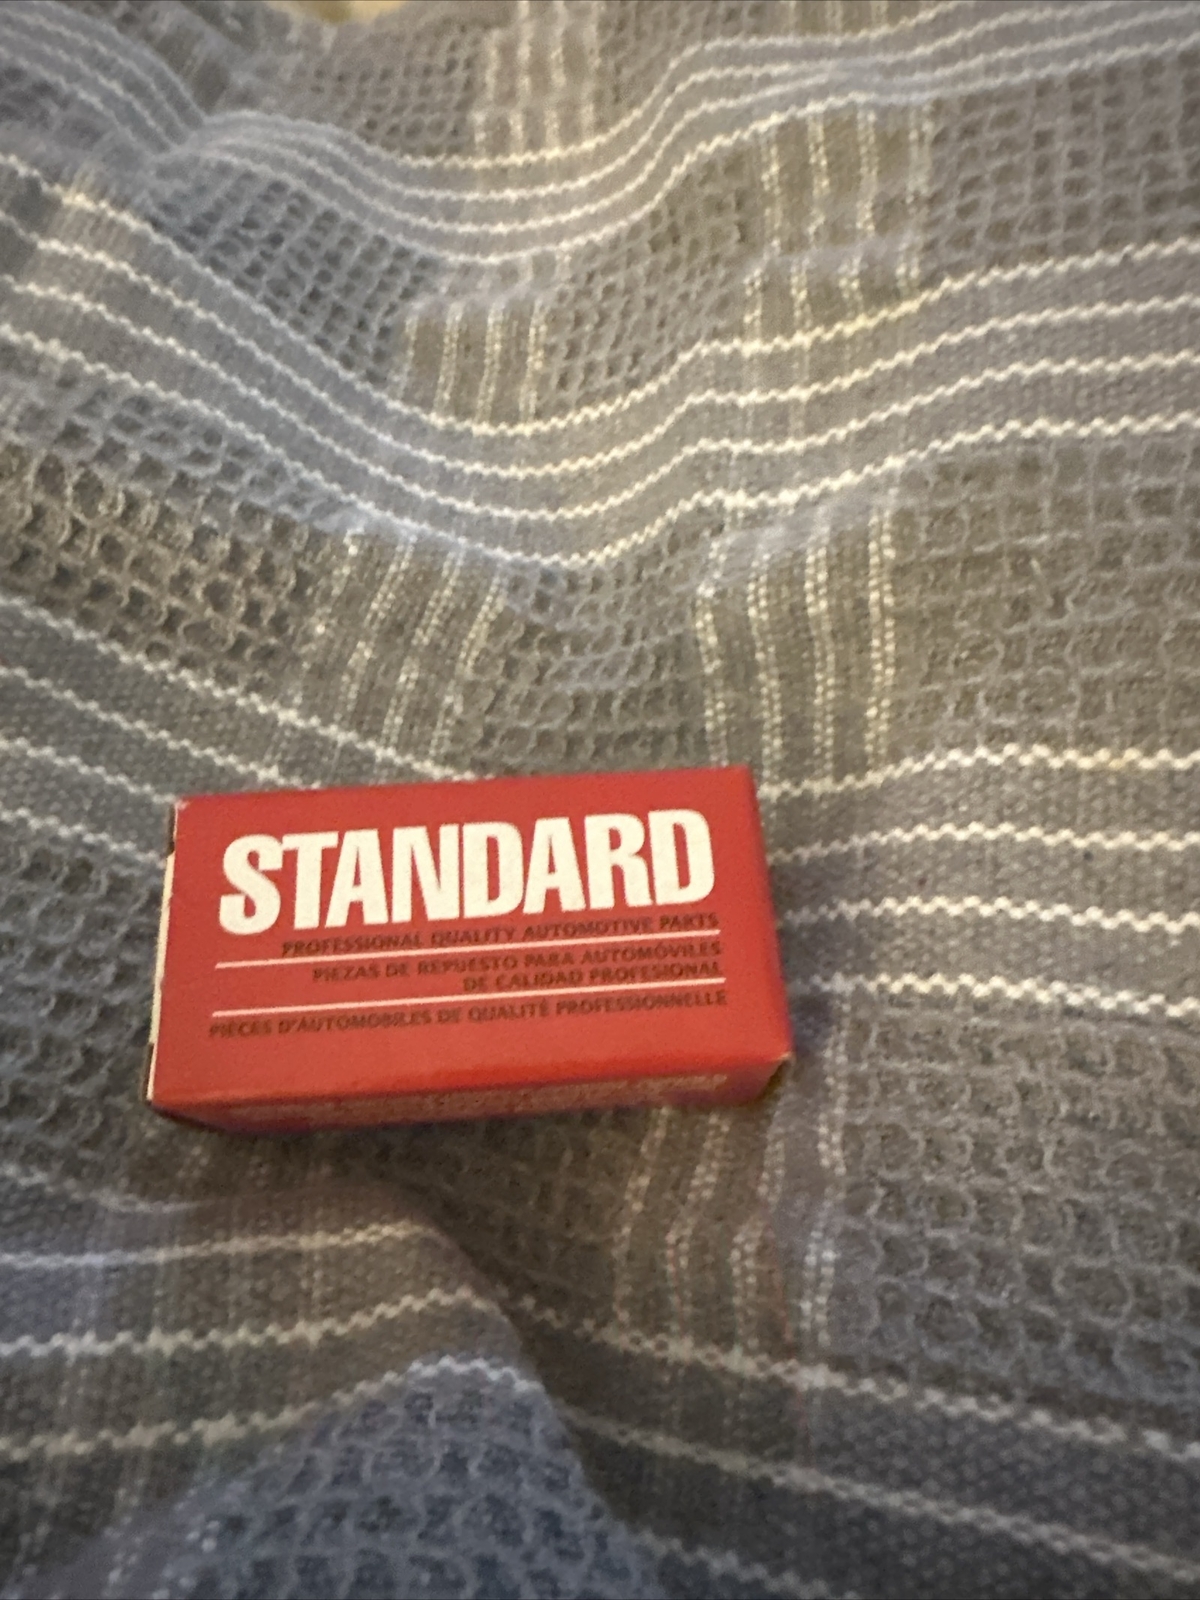 STANDARD
PROFESSIONAL QUALITY AUTOMOTIVE PARTS
PIEZAS DE REPUESTO PARA AUTOMÓVILES
DE CALIDAD PROFESIONAL
PIÈCES D'AUTOMOBILES DE QUALITÉ PROFESSIONNELLE